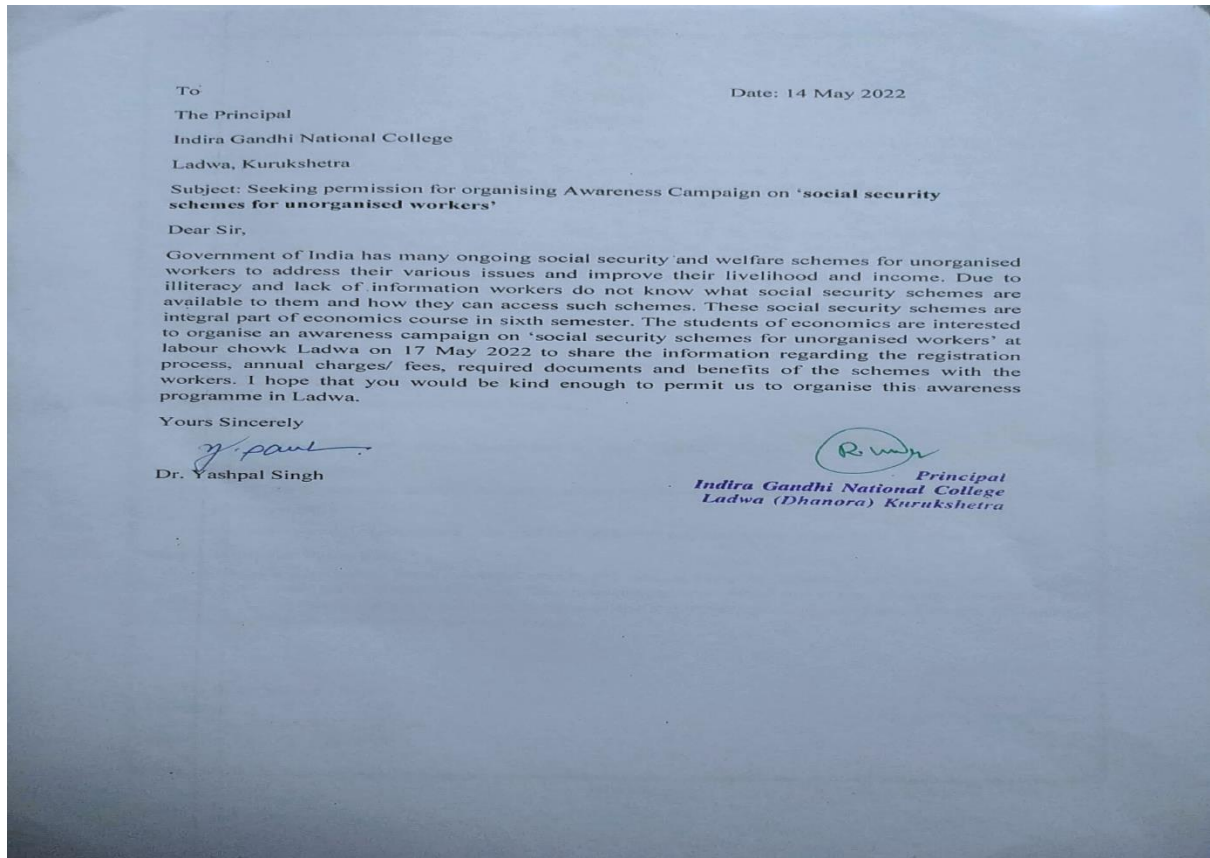 To
Date: 14 May 2022
The Principal
Indira Gandhi National College
Ladwa, Kurukshetra
Subject: Seeking permission for organising Awareness Campaign on ‘social security
schemes for unorganised workers’
Dear Sir,
Government of India has many ongoing social security and welfare schemes for unorganised
workers to address their various issues and improve their livelihood and income. Due to
illiteracy and lack of information workers do not know what social security schemes are
available to them and how they can access such schemes. These social security schemes are
integral part of economics course in sixth semester. The students of economics are interested
to organise an awareness campaign on ‘social security schemes for unorganised workers’ at
labour chowk Ladwa on 17 May 2022 to share the information regarding the registration
process, annual charges/ fees, required documents and benefits of the schemes with the
workers. I hope that you would be kind enough to permit us to organise this awareness
programme in Ladwa.
Yours Sincerely
Dr. Yashpal Singh
Principal
Indira Gandhi National College
Ladwa (Dhanora) Kurukshetra